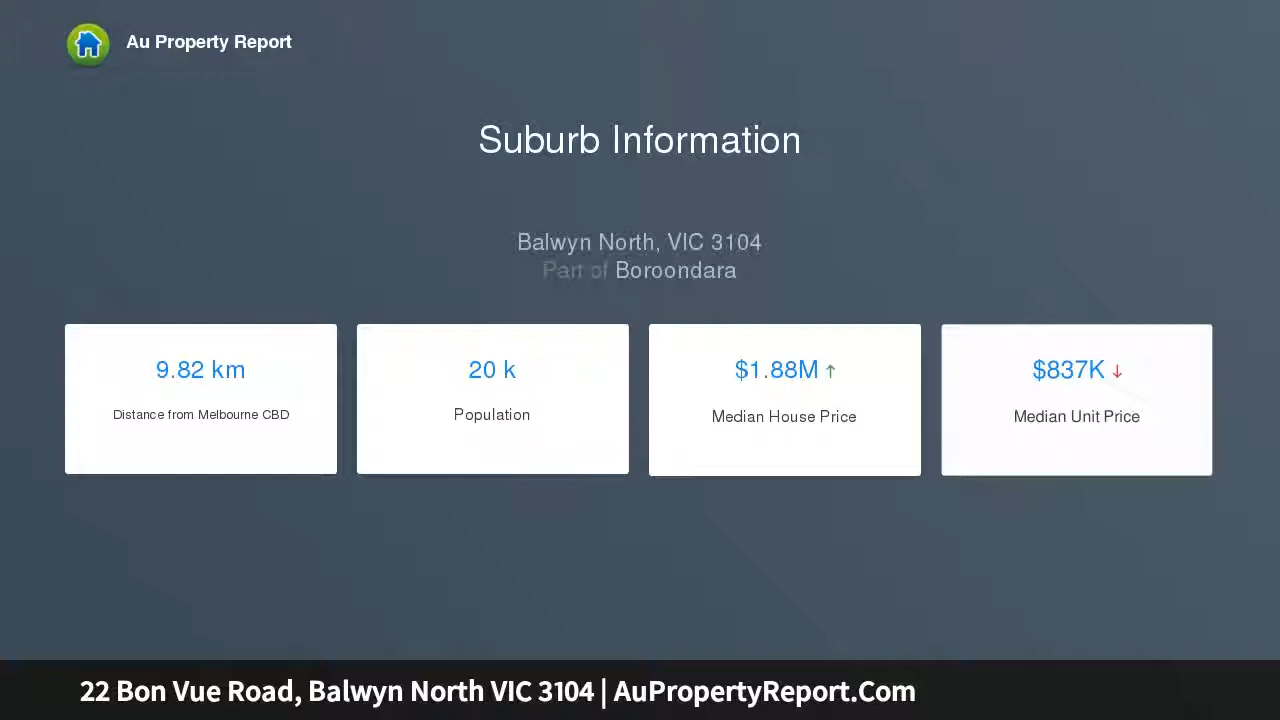 Au Property Report
Suburb Information
Balwyn North, VIC 3104
Part of Boroondara
9.82 km
Distance from Melbourne CBD
20 k
Population
$1.88M ↑
Median House Price
$837K ↓
Median Unit Price
22 Bon Vue Road, Balwyn North VIC 3104 | AuPropertyReport.Com